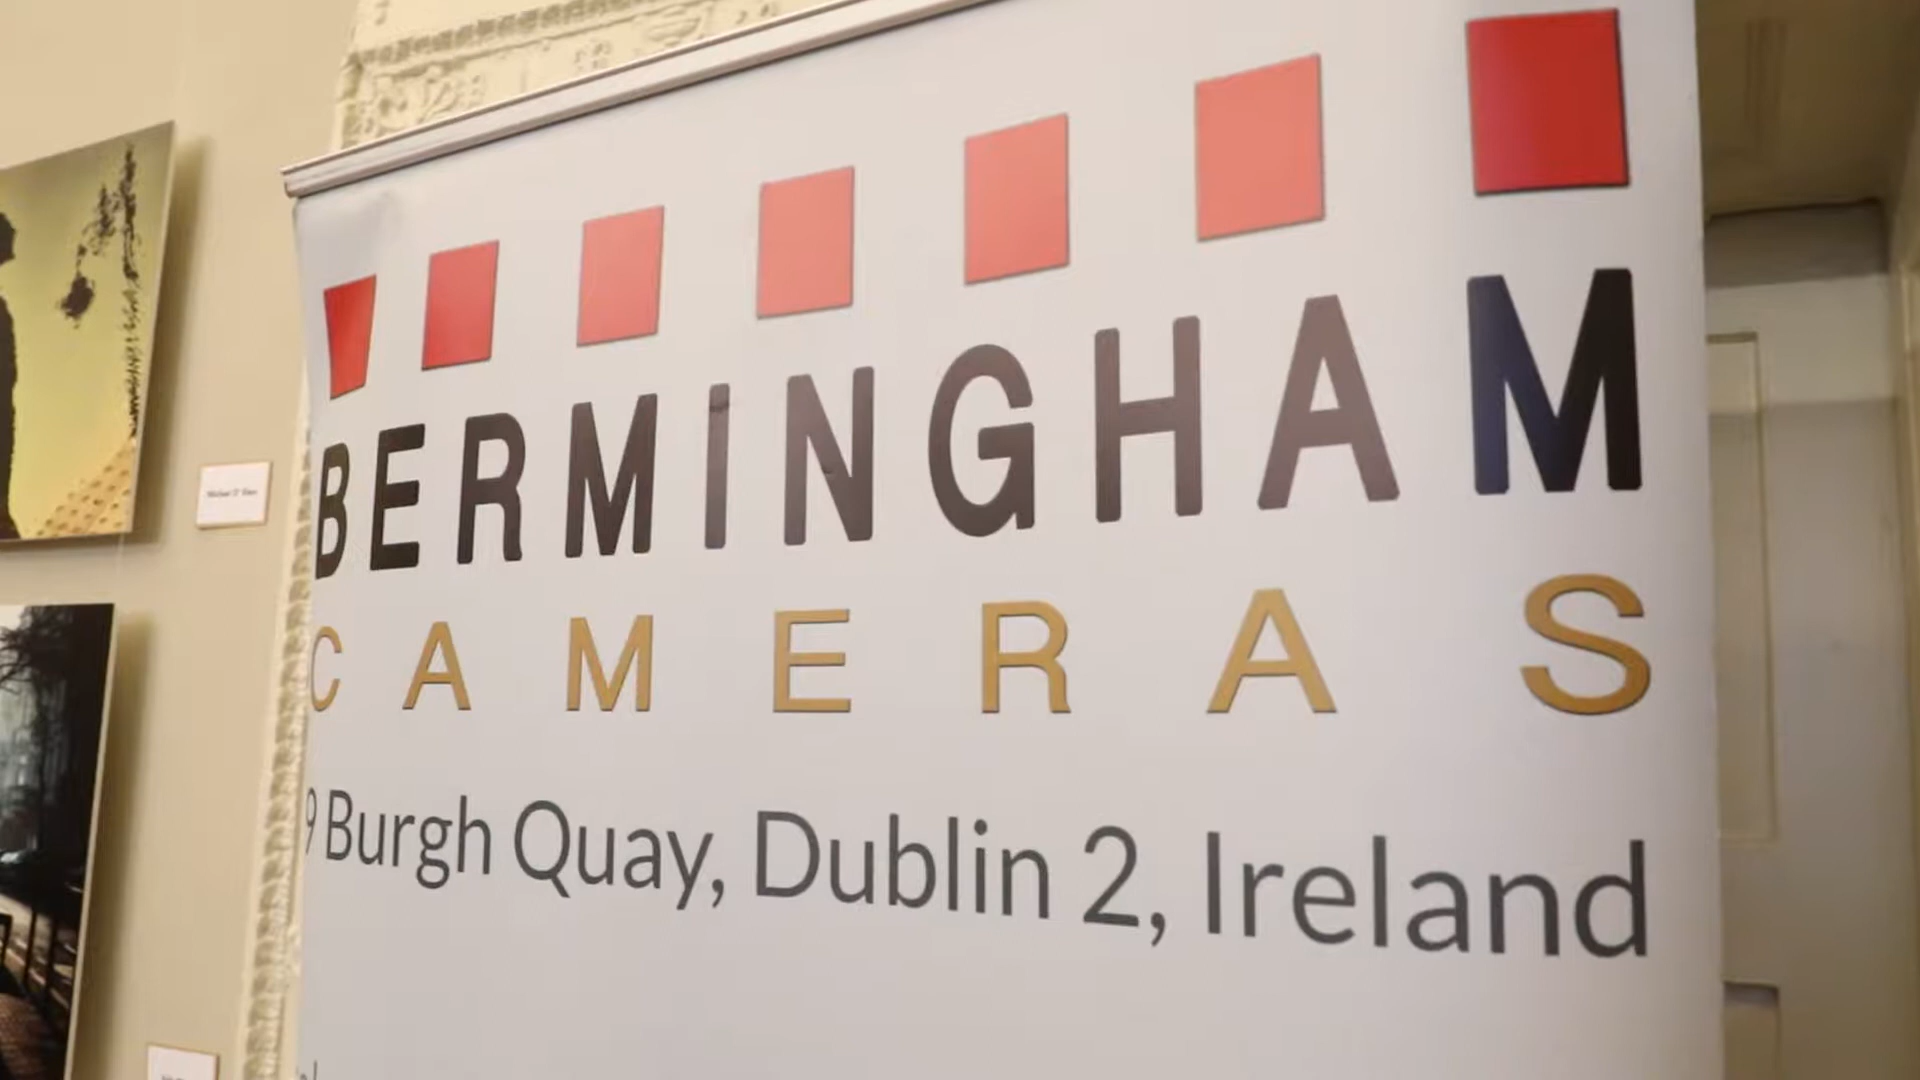 BERMINGHAM
CAMERAS
9 Burgh Quay, Dublin 2, Ireland